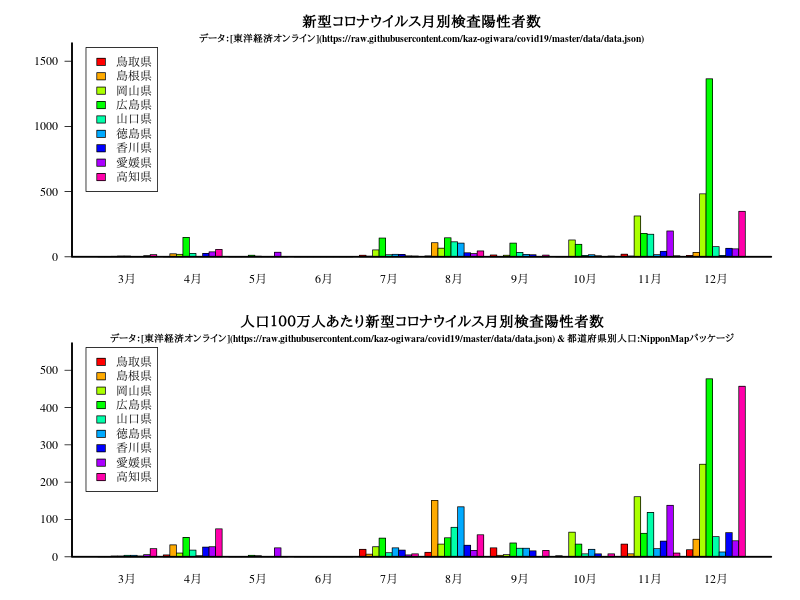 新型コロナウイルス月別検査陽性者数
データ：[東洋経済オンライン](https://raw.githubusercontent.com/kaz-ogiwara/covid19/master/data/data.json)
1500
1000
500
0
鳥取県
島根県
岡山県
広島県
山口県
徳島県
香川県
愛媛県
高知県
3月 4月 5月 6月 7月 8月 9月 10月 11月 12月
人口100万人あたり新型コロナウイルス月別検査陽性者数
データ：[東洋経済オンライン](https://raw.githubusercontent.com/kaz-ogiwara/covid19/master/data/data.json) & 都道府県別人口:NipponMapパッケージ
500
400
300
200
100
0
鳥取県
島根県
岡山県
広島県
山口県
徳島県
香川県
愛媛県
高知県
3月 4月 5月 6月 7月 8月 9月 10月 11月 12月